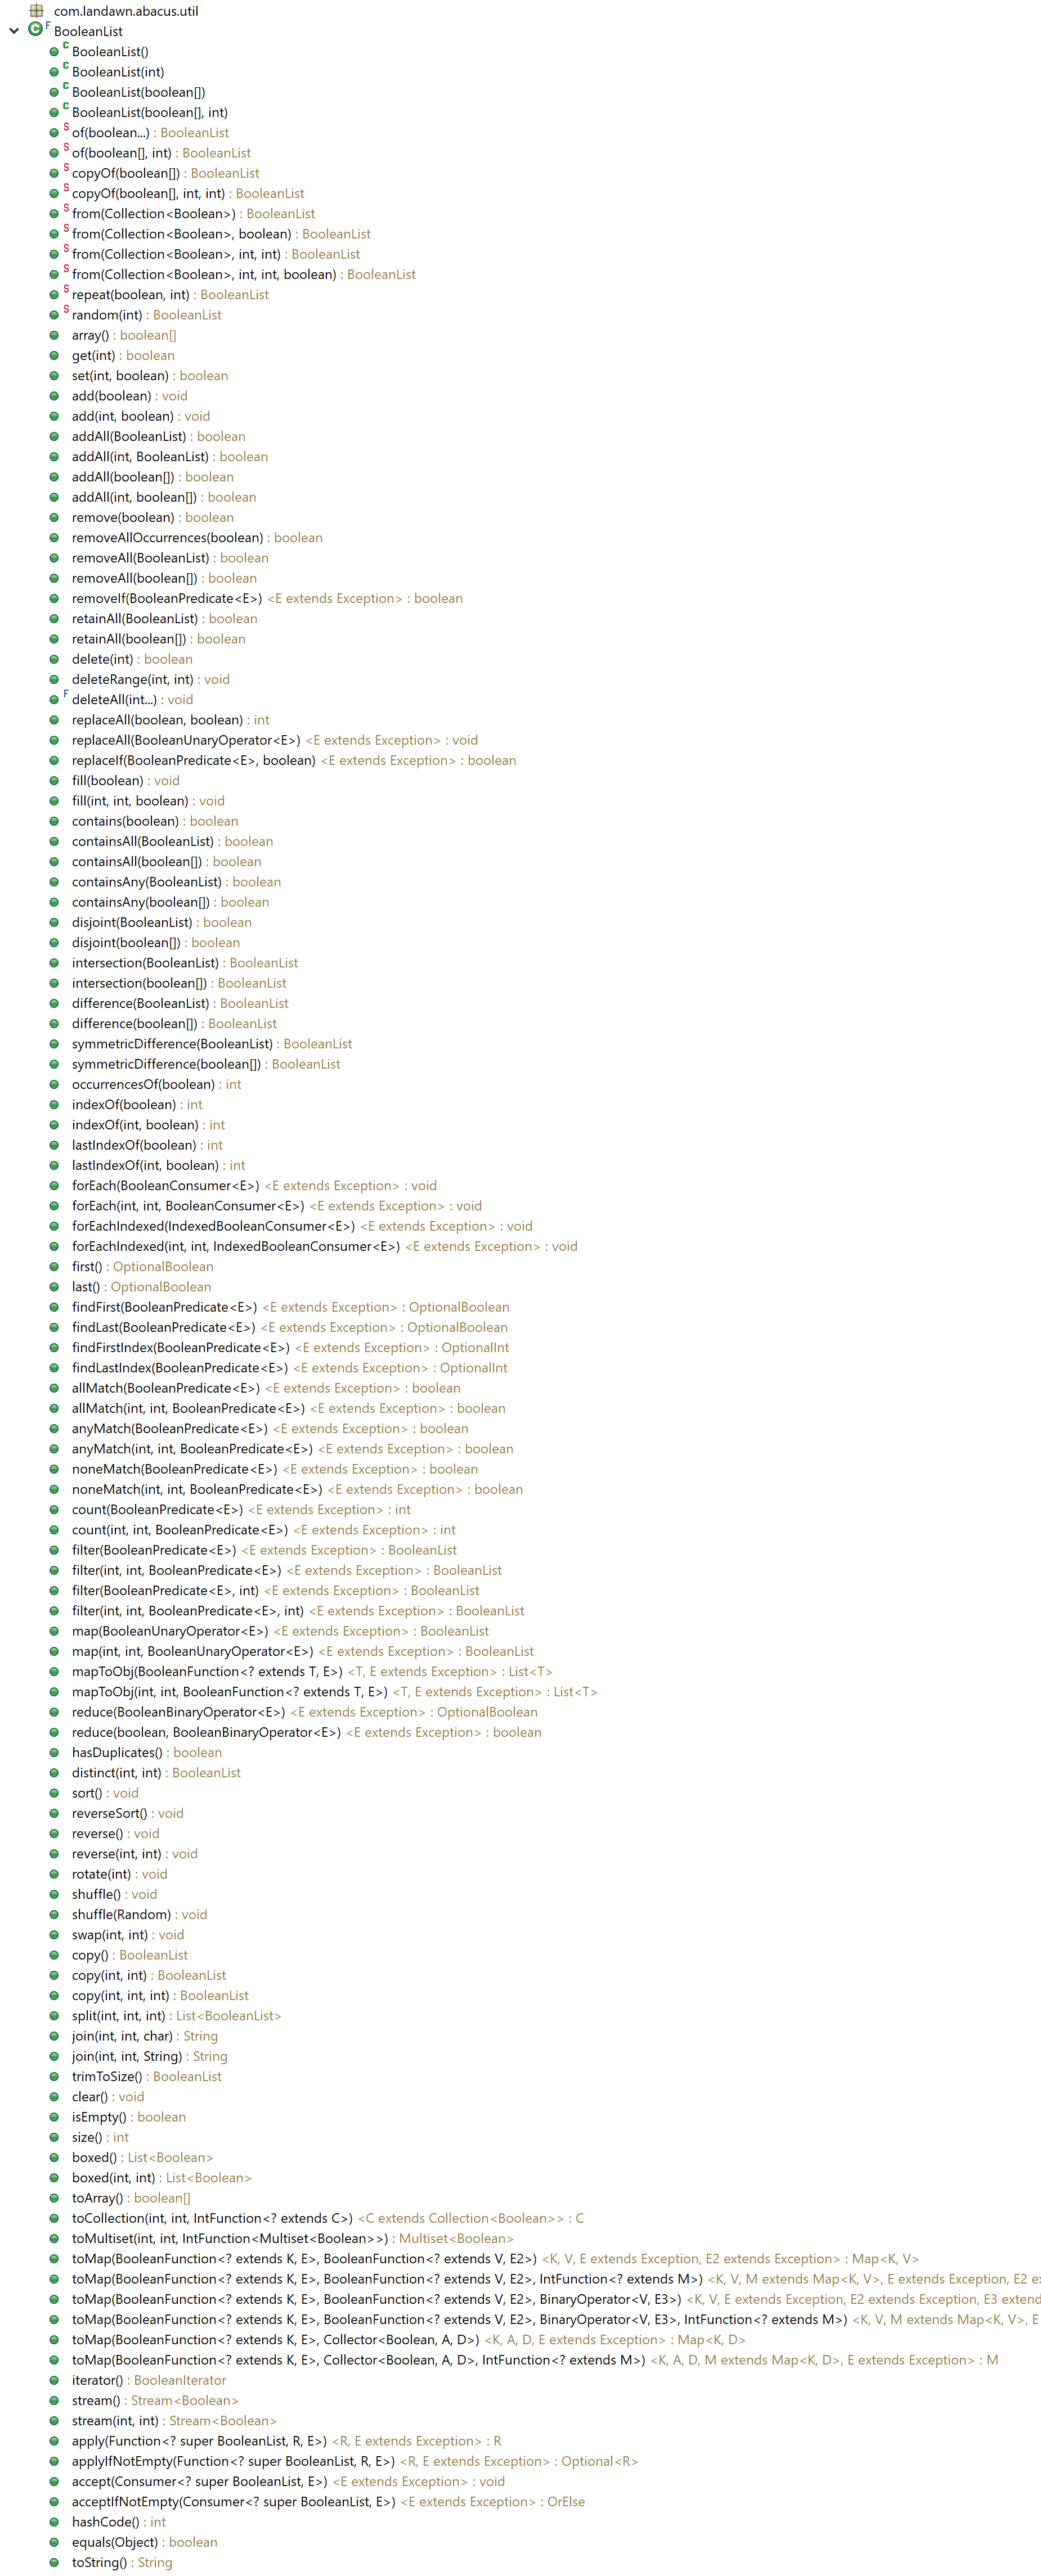 com.landawn.abacus.util
F BooleanList
C BooleanList()
C BooleanList(int)
C BooleanList(boolean[])
C BooleanList(boolean[], int)
S of(boolean...) : BooleanList
S of(boolean[], int) : BooleanList
S copyOf(boolean[]) : BooleanList
S copyOf(boolean[], int, int) : BooleanList
S from(Collection<Boolean>) : BooleanList
S from(Collection<Boolean>, boolean) : BooleanList
S from(Collection<Boolean>, int, int) : BooleanList
S from(Collection<Boolean>, int, int, boolean) : BooleanList
S repeat(boolean, int) : BooleanList
S random(int) : BooleanList
array() : boolean[]
get(int) : boolean
set(int, boolean) : boolean
add(boolean) : void
add(int, boolean) : void
addAll(BooleanList) : boolean
addAll(int, BooleanList) : boolean
addAll(boolean[]) : boolean
addAll(int, boolean[]) : boolean
remove(boolean) : boolean
removeAllOccurrences(boolean) : boolean
removeAll(BooleanList) : boolean
removeAll(boolean[]) : boolean
removeIf(BooleanPredicate<E>) <E extends Exception> : boolean
retainAll(BooleanList) : boolean
retainAll(boolean[]) : boolean
delete(int) : boolean
deleteRange(int, int) : void
F deleteAll(int...) : void
replaceAll(boolean, boolean) : int
replaceAll(BooleanUnaryOperator<E>) <E extends Exception> : void
replaceIf(BooleanPredicate<E>, boolean) <E extends Exception> : boolean
fill(boolean) : void
fill(int, int, boolean) : void
contains(boolean) : boolean
containsAll(BooleanList) : boolean
containsAll(boolean[]) : boolean
containsAny(BooleanList) : boolean
containsAny(boolean[]) : boolean
disjoint(BooleanList) : boolean
disjoint(boolean[]) : boolean
intersection(BooleanList) : BooleanList
intersection(boolean[]) : BooleanList
difference(BooleanList) : BooleanList
difference(boolean[]) : BooleanList
symmetricDifference(BooleanList) : BooleanList
symmetricDifference(boolean[]) : BooleanList
occurrencesOf(boolean) : int
indexOf(boolean) : int
indexOf(int, boolean) : int
lastIndexOf(boolean) : int
lastIndexOf(int, boolean) : int
forEach(BooleanConsumer<E>) <E extends Exception> : void
forEach(int, int, BooleanConsumer<E>) <E extends Exception> : void
forEachIndexed(IndexedBooleanConsumer<E>) <E extends Exception> : void
forEachIndexed(int, int, IndexedBooleanConsumer<E>) <E extends Exception> : void
first() : OptionalBoolean
last() : OptionalBoolean
findFirst(BooleanPredicate<E>) <E extends Exception> : OptionalBoolean
findLast(BooleanPredicate<E>) <E extends Exception> : OptionalBoolean
findFirstIndex(BooleanPredicate<E>) <E extends Exception> : OptionalInt
findLastIndex(BooleanPredicate<E>) <E extends Exception> : OptionalInt
allMatch(BooleanPredicate<E>) <E extends Exception> : boolean
allMatch(int, int, BooleanPredicate<E>) <E extends Exception> : boolean
anyMatch(BooleanPredicate<E>) <E extends Exception> : boolean
anyMatch(int, int, BooleanPredicate<E>) <E extends Exception> : boolean
noneMatch(BooleanPredicate<E>) <E extends Exception> : boolean
noneMatch(int, int, BooleanPredicate<E>) <E extends Exception> : boolean
count(BooleanPredicate<E>) <E extends Exception> : int
count(int, int, BooleanPredicate<E>) <E extends Exception> : int
filter(BooleanPredicate<E>) <E extends Exception> : BooleanList
filter(int, int, BooleanPredicate<E>) <E extends Exception> : BooleanList
filter(BooleanPredicate<E>, int) <E extends Exception> : BooleanList
filter(int, int, BooleanPredicate<E>, int) <E extends Exception> : BooleanList
map(BooleanUnaryOperator<E>) <E extends Exception> : BooleanList
map(int, int, BooleanUnaryOperator<E>) <E extends Exception> : BooleanList
mapToObj(BooleanFunction<? extends T, E>) <T, E extends Exception> : List<T>
mapToObj(int, int, BooleanFunction<? extends T, E>) <T, E extends Exception> : List<T>
reduce(BooleanBinaryOperator<E>) <E extends Exception> : OptionalBoolean
reduce(boolean, BooleanBinaryOperator<E>) <E extends Exception> : boolean
hasDuplicates() : boolean
distinct(int, int) : BooleanList
sort() : void
reverseSort() : void
reverse() : void
reverse(int, int) : void
rotate(int) : void
shuffle() : void
shuffle(Random) : void
swap(int, int) : void
copy() : BooleanList
copy(int, int) : BooleanList
copy(int, int, int) : BooleanList
split(int, int, int) : List<BooleanList>
join(int, int, char) : String
join(int, int, String) : String
trimToSize() : BooleanList
clear() : void
isEmpty() : boolean
size() : int
boxed() : List<Boolean>
boxed(int, int) : List<Boolean>
toArray() : boolean[]
toCollection(int, int, IntFunction<? extends C>) <C extends Collection<Boolean>> : C
toMultiset(int, int, IntFunction<Multiset<Boolean>>) : Multiset<Boolean>
toMap(BooleanFunction<? extends K, E>, BooleanFunction<? extends V, E2>) <K, V, E extends Exception, E2 extends Exception> : Map<K, V>
toMap(BooleanFunction<? extends K, E>, BooleanFunction<? extends V, E2>, IntFunction<? extends M>) <K, V, M extends Map<K, V>, E extends Exception, E2 ex
toMap(BooleanFunction<? extends K, E>, BooleanFunction<? extends V, E2>, BinaryOperator<V, E3>) <K, V, E extends Exception, E2 extends Exception, E3 extend
toMap(BooleanFunction<? extends K, E>, BooleanFunction<? extends V, E2>, BinaryOperator<V, E3>, IntFunction<? extends M>) <K, V, M extends Map<K, V>, E
toMap(BooleanFunction<? extends K, E>, Collector<Boolean, A, D>) <K, A, D, E extends Exception> : Map<K, D>
toMap(BooleanFunction<? extends K, E>, Collector<Boolean, A, D>, IntFunction<? extends M>) <K, A, D, M extends Map<K, D>, E extends Exception> : M
iterator() : BooleanIterator
stream() : Stream<Boolean>
stream(int, int) : Stream<Boolean>
apply(Function<? super BooleanList, R, E>) <R, E extends Exception> : R
applyIfNotEmpty(Function<? super BooleanList, R, E>) <R, E extends Exception> : Optional<R>
accept(Consumer<? super BooleanList, E>) <E extends Exception> : void
acceptIfNotEmpty(Consumer<? super BooleanList, E>) <E extends Exception> : OrElse
hashCode() : int
equals(Object) : boolean
toString() : String